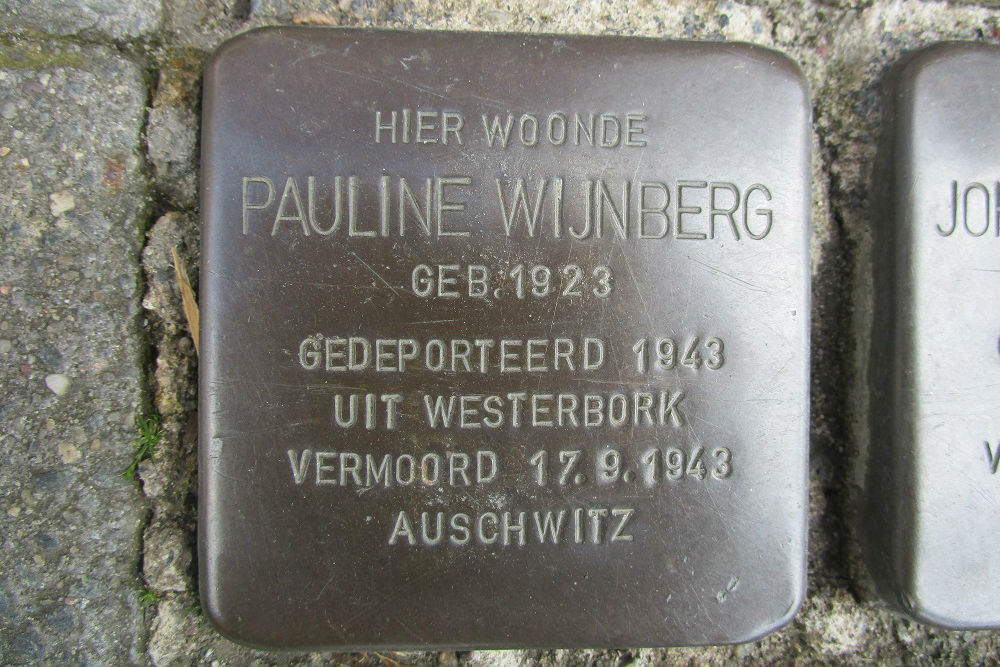 HIER WOONDE
PAULINE WIJNBERG
GEB. 1923
GEDEPORTEERD 1943
UIT WESTERBORK
VERMOORD 17.9.1943
AUSCHWITZ